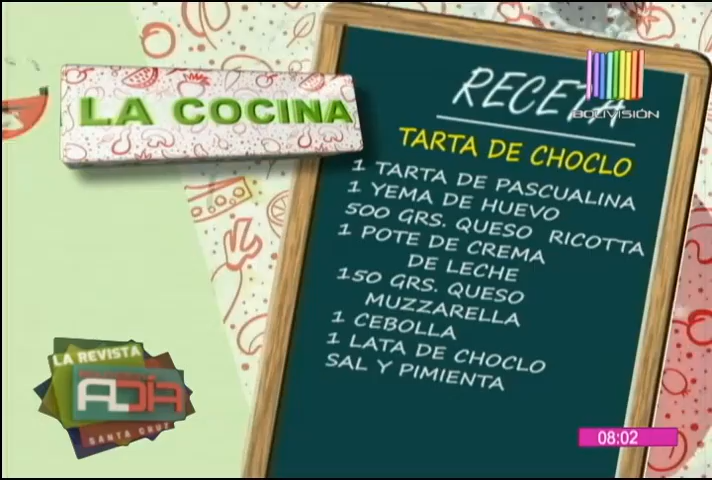 LA COCINA
RECETA
BOLIVISIÓN
TARTA DE CHOCLO
1 TARTA DE PASCUALINA
1 YEMA DE HUEVO
500 GRS. QUESO RICOTTA
1 POTE DE CREMA
DE LECHE
150 GRS. QUESO
MUZZARELLA
1 CEBOLLA
1 LATA DE CHOCLO
SAL Y PIMIENTA
LA REVISTA
ALDÍA
SANTA CRUZ
08:02